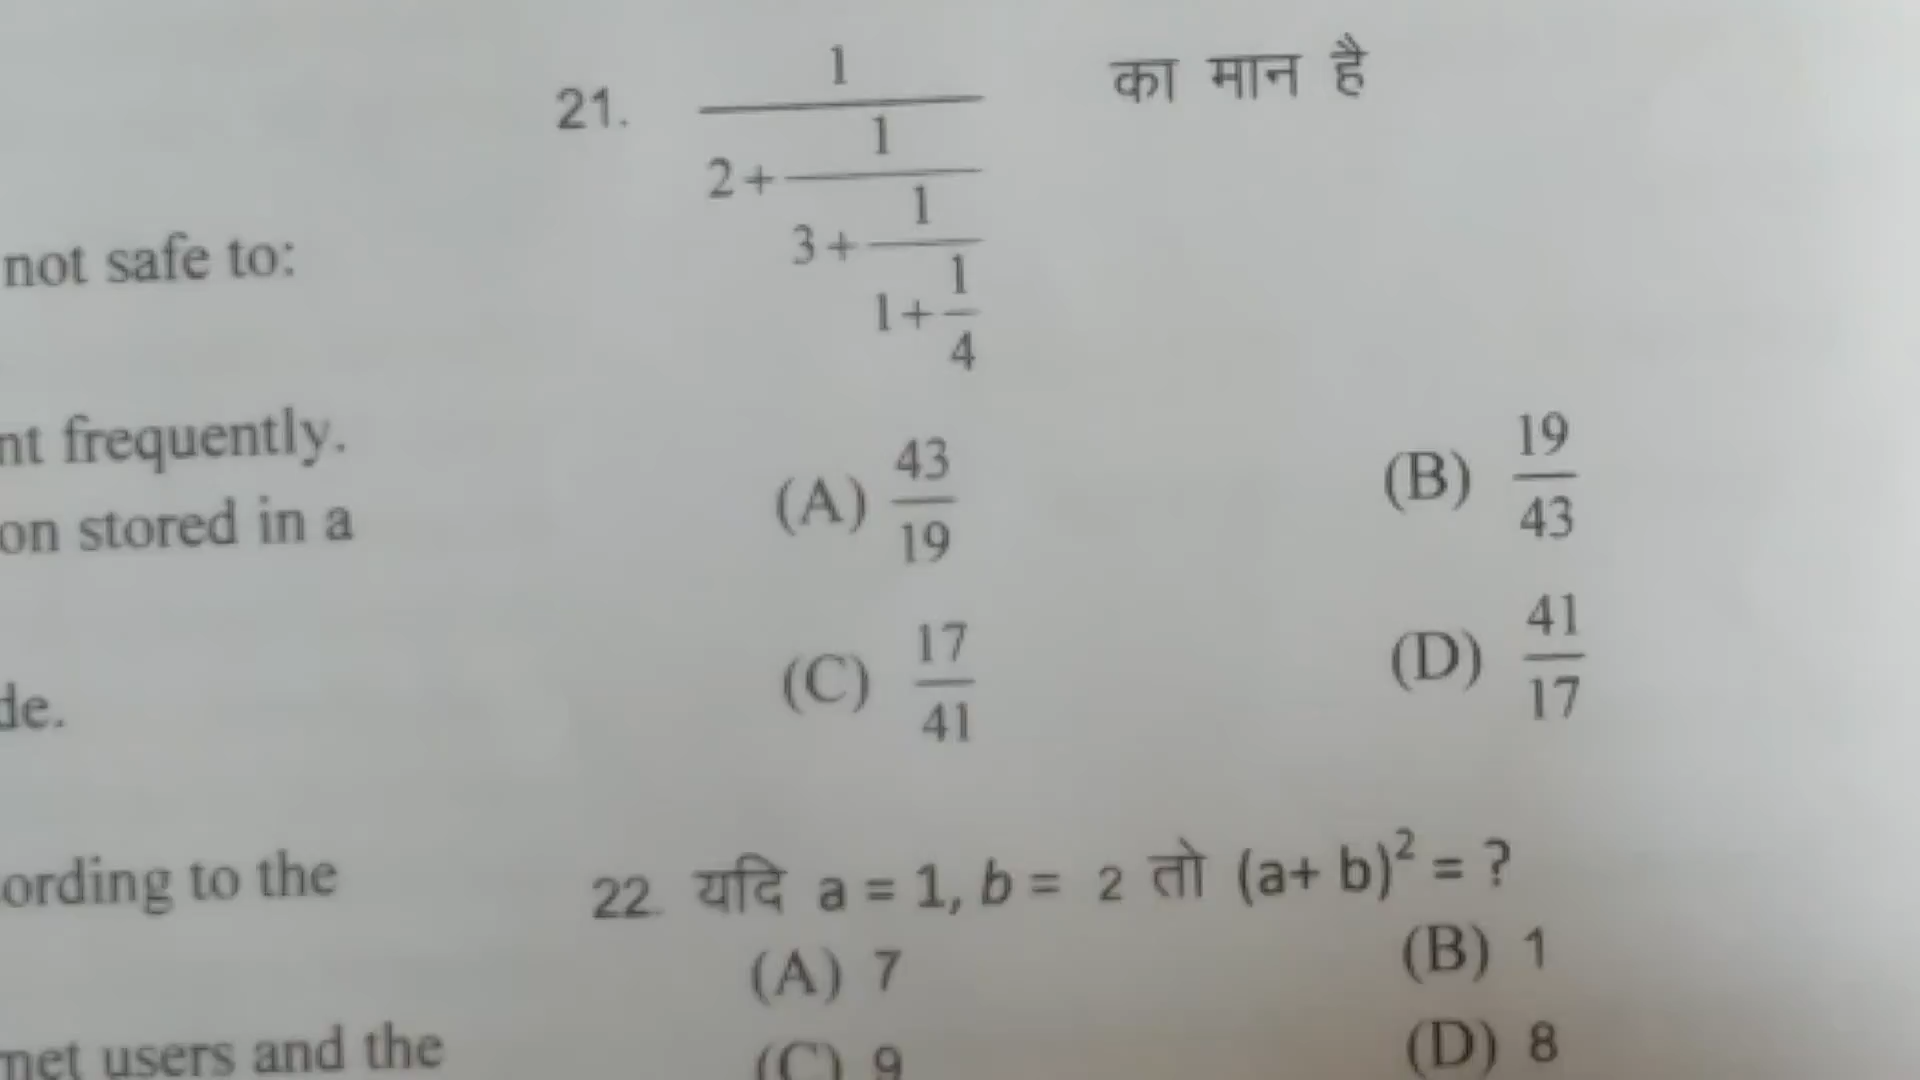 not safe to:
nt frequently.
on stored in a
de.
ording to the
net users and the
21. 1/(2+1/(3+1/(1+1/4))) का मान है
(A) 43/19 (B) 19/43
(C) 17/41 (D) 41/17
22. यदि a = 1, b = 2 तो (a+ b)² = ?
(A) 7 (B) 1
(C) 9 (D) 8